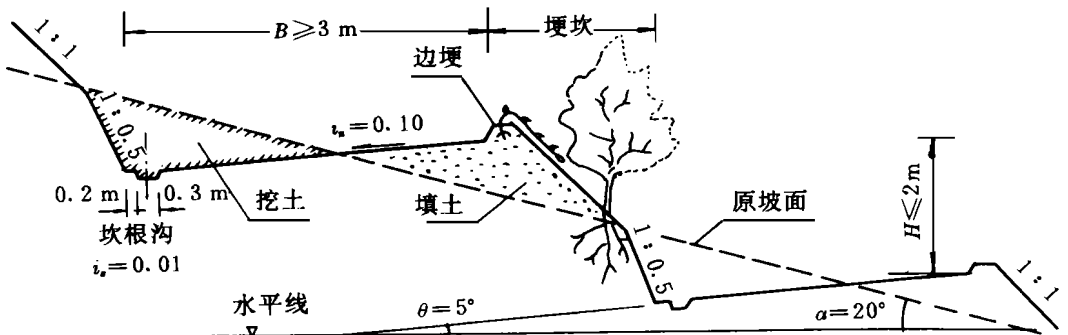 1:1
B≥3 m
埂坎
边埂
1:0.5
iₙ=0.10
0.2 m
0.3 m
挖土
填土
原坡面
H≤2m
坎根沟
iₙ=0.01
1:0.5
水平线
θ=5°
α=20°
1:1